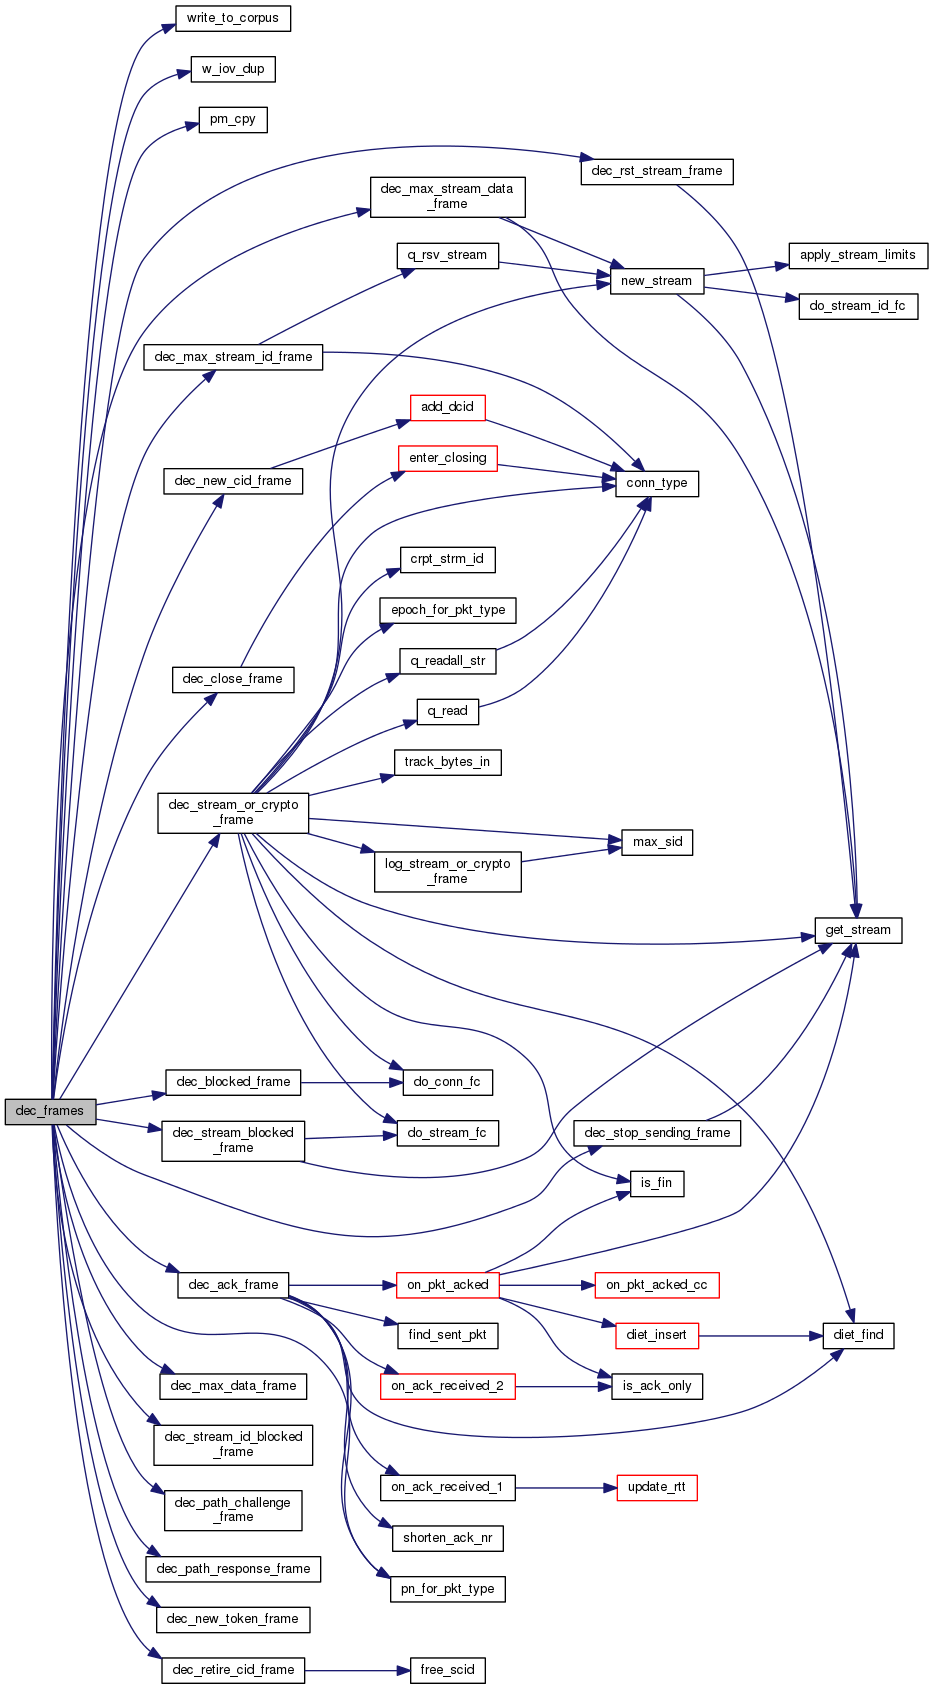 write_to_corpus
w_iov_dup
pm_cpy
dec_rst_stream_frame
dec_max_stream_data
_frame
q_rsv_stream
apply_stream_limits
new_stream
do_stream_id_fc
dec_max_stream_id_frame
add_dcid
enter_closing
dec_new_cid_frame
conn_type
crpt_strm_id
epoch_for_pkt_type
q_readall_str
dec_close_frame
q_read
track_bytes_in
dec_stream_or_crypto
_frame
max_sid
log_stream_or_crypto
_frame
get_stream
dec_blocked_frame
do_conn_fc
dec_frames
dec_stream_blocked
_frame
do_stream_fc
dec_stop_sending_frame
is_fin
dec_ack_frame
on_pkt_acked
on_pkt_acked_cc
find_sent_pkt
diet_insert
diet_find
dec_max_data_frame
on_ack_received_2
is_ack_only
dec_stream_id_blocked
_frame
on_ack_received_1
update_rtt
dec_path_challenge
_frame
shorten_ack_nr
dec_path_response_frame
pn_for_pkt_type
dec_new_token_frame
dec_retire_cid_frame
free_scid